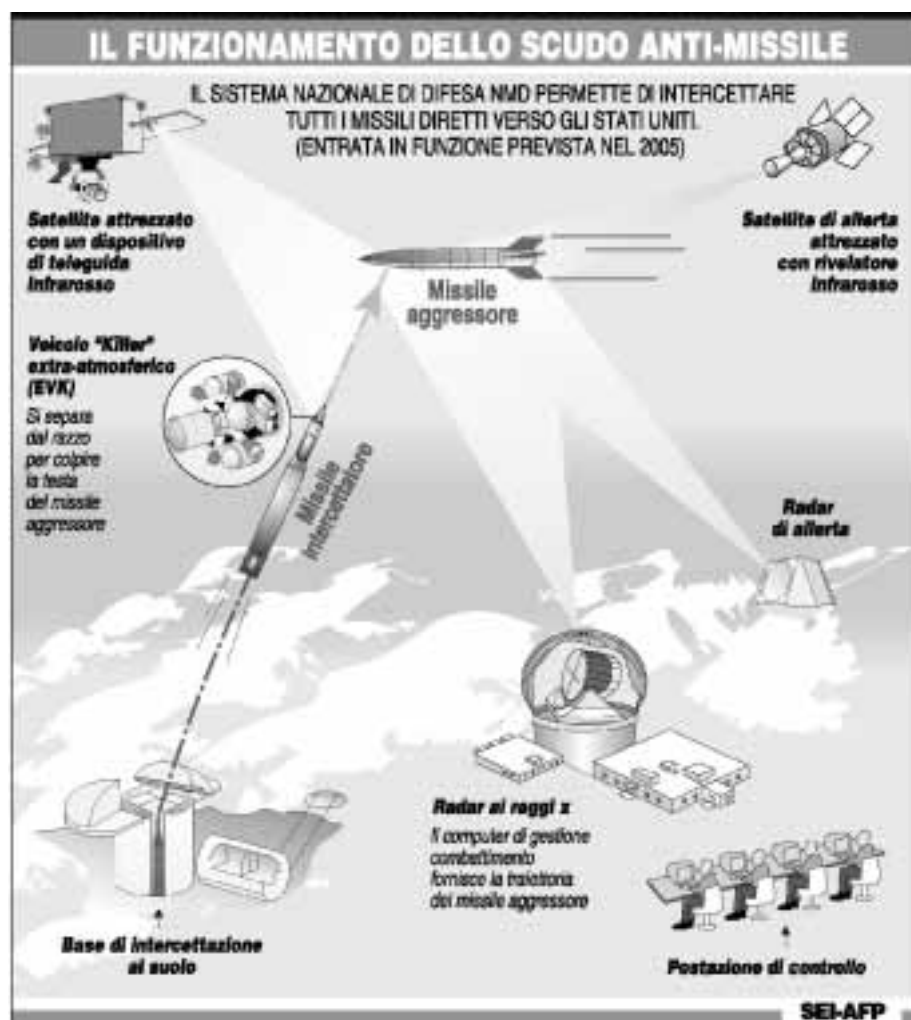 IL FUNZIONAMENTO DELLO SCUDO ANTI-MISSILE
IL SISTEMA NAZIONALE DI DIFESA NMD PERMETTE DI INTERCETTARE
TUTTI I MISSILI DIRETTI VERSO GLI STATI UNITI.
(ENTRATA IN FUNZIONE PREVISTA NEL 2005)
Satellite attrezzato
con un dispositivo
di teleguida
Infrarosso
Satellite di allerta
attrezzato
con rivelatore
Infrarosso
Missile
aggressore
Veicolo "Killer"
extra-atmosferico
(EVK)
Si separa
dal razzo
per colpire
la testa
del missile
aggressore
Missile
intercettatore
Radar
di allerta
Radar ai raggi x
Il computer di gestione
combattimento
fornisce la traiettoria
del missile aggressore
Base di intercettazione
al suolo
Postazione di controllo
SEI-AFP